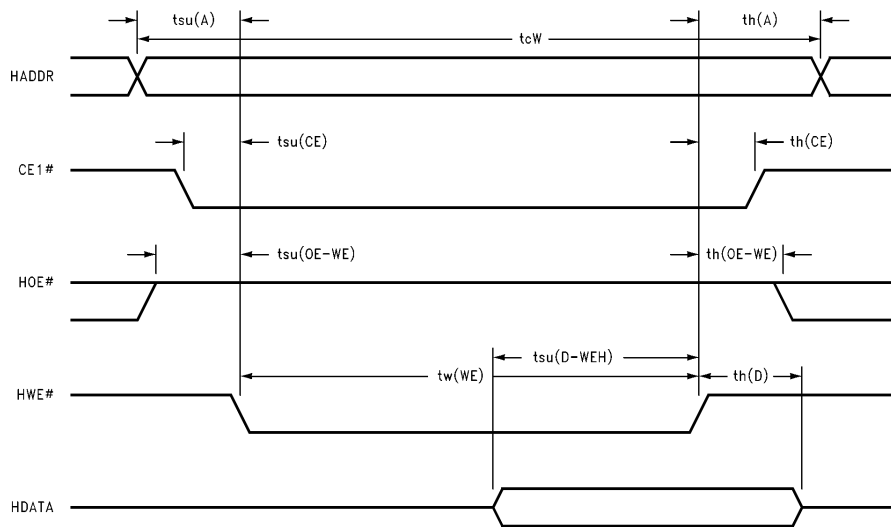 tsu(A) th(A)
tcW
HADDR
tsu(CE) th(CE)
CE1#
tsu(OE-WE) th(OE-WE)
HOE#
tsu(D-WEH)
tw(WE) th(D)
HWE#
HDATA